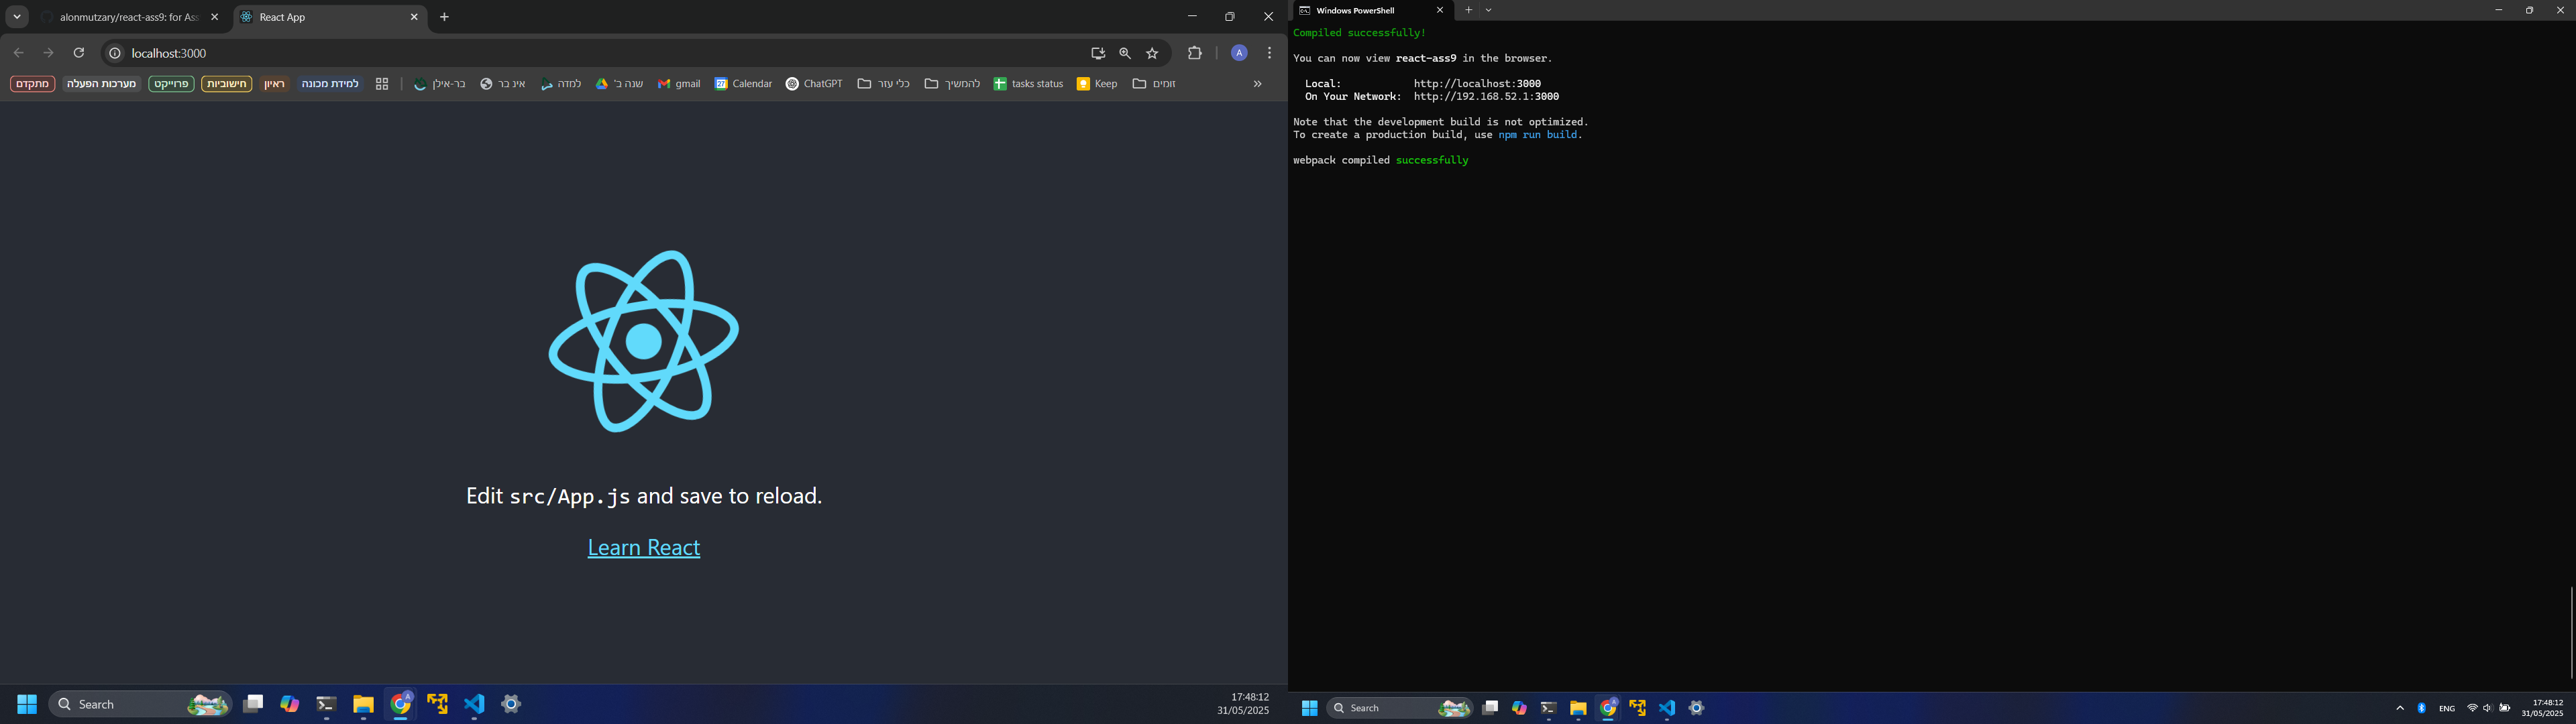 alonmutzary/react-ass9: for Ass
React App
localhost:3000
A
מתקדם
מערכות הפעלה
פרוייקט
חישוביות
ראיון
למידת מכונה
בר-אילן
אינ בר
למדה
שנה ב'
gmail
27
Calendar
ChatGPT
כלי עזר
להמשיך
tasks status
Keep
זומים
Edit src/App.js and save to reload.
Learn React
Search
A
17:48:12
31/05/2025
Windows PowerShell
Compiled successfully!
You can now view react-ass9 in the browser.
Local: http://localhost:3000
On Your Network: http://192.168.52.1:3000
Note that the development build is not optimized.
To create a production build, use npm run build.
webpack compiled successfully
Search
A
ENG
17:48:12
31/05/2025